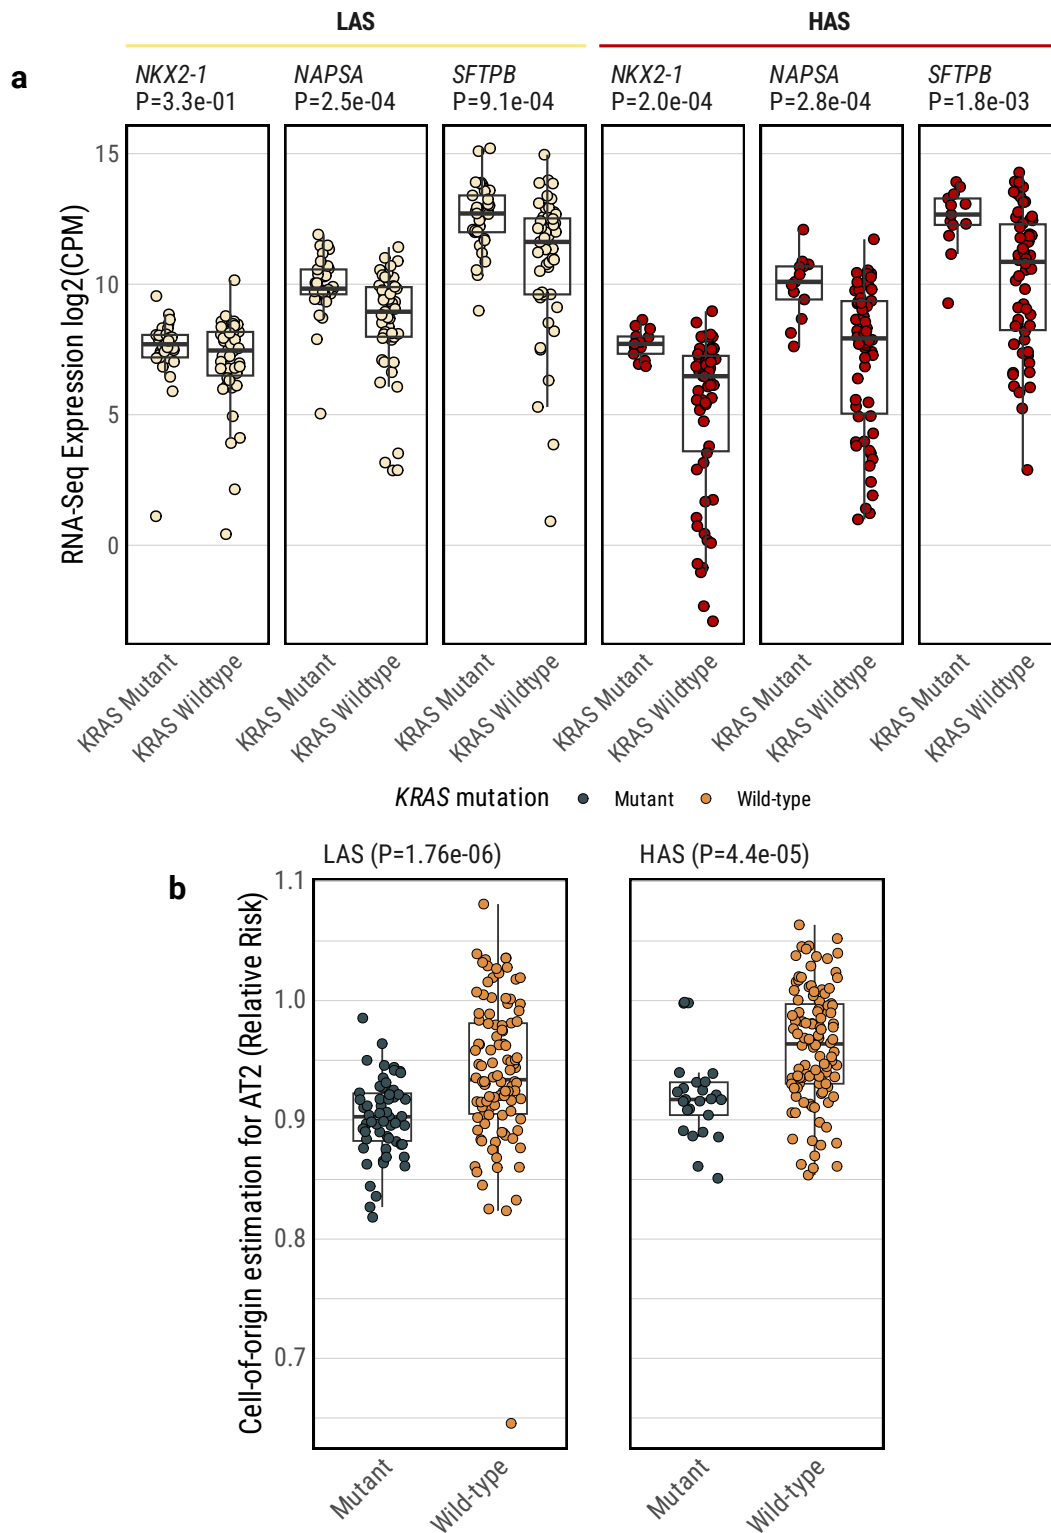 LAS
HAS
a
NKX2-1
P=3.3e-01
NAPSA
P=2.5e-04
SFTPB
P=9.1e-04
NKX2-1
P=2.0e-04
NAPSA
P=2.8e-04
SFTPB
P=1.8e-03
RNA-Seq Expression log2(CPM)
15
10
5
0
KRAS Mutant
KRAS Wildtype
KRAS Mutant
KRAS Wildtype
KRAS Mutant
KRAS Wildtype
KRAS Mutant
KRAS Wildtype
KRAS Mutant
KRAS Wildtype
KRAS Mutant
KRAS Wildtype
KRAS mutation
Mutant
Wild-type
b
LAS (P=1.76e-06)
HAS (P=4.4e-05)
Cell-of-origin estimation for AT2 (Relative Risk)
1.1
1.0
0.9
0.8
0.7
Mutant
Wild-type
Mutant
Wild-type